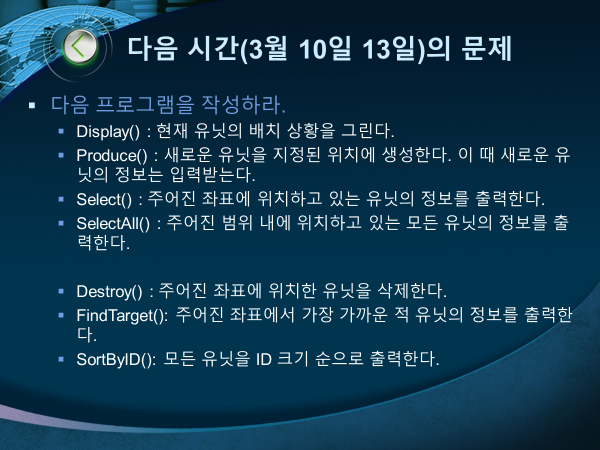 다음 시간(3월 10일 13일)의 문제
▪ 다음 프로그램을 작성하라.
▪ Display() : 현재 유닛의 배치 상황을 그린다.
▪ Produce() : 새로운 유닛을 지정된 위치에 생성한다. 이 때 새로운 유
닛의 정보는 입력받는다.
▪ Select() : 주어진 좌표에 위치하고 있는 유닛의 정보를 출력한다.
▪ SelectAll() : 주어진 범위 내에 위치하고 있는 모든 유닛의 정보를 출
력한다.
▪ Destroy() : 주어진 좌표에 위치한 유닛을 삭제한다.
▪ FindTarget(): 주어진 좌표에서 가장 가까운 적 유닛의 정보를 출력한
다.
▪ SortByID(): 모든 유닛을 ID 크기 순으로 출력한다.